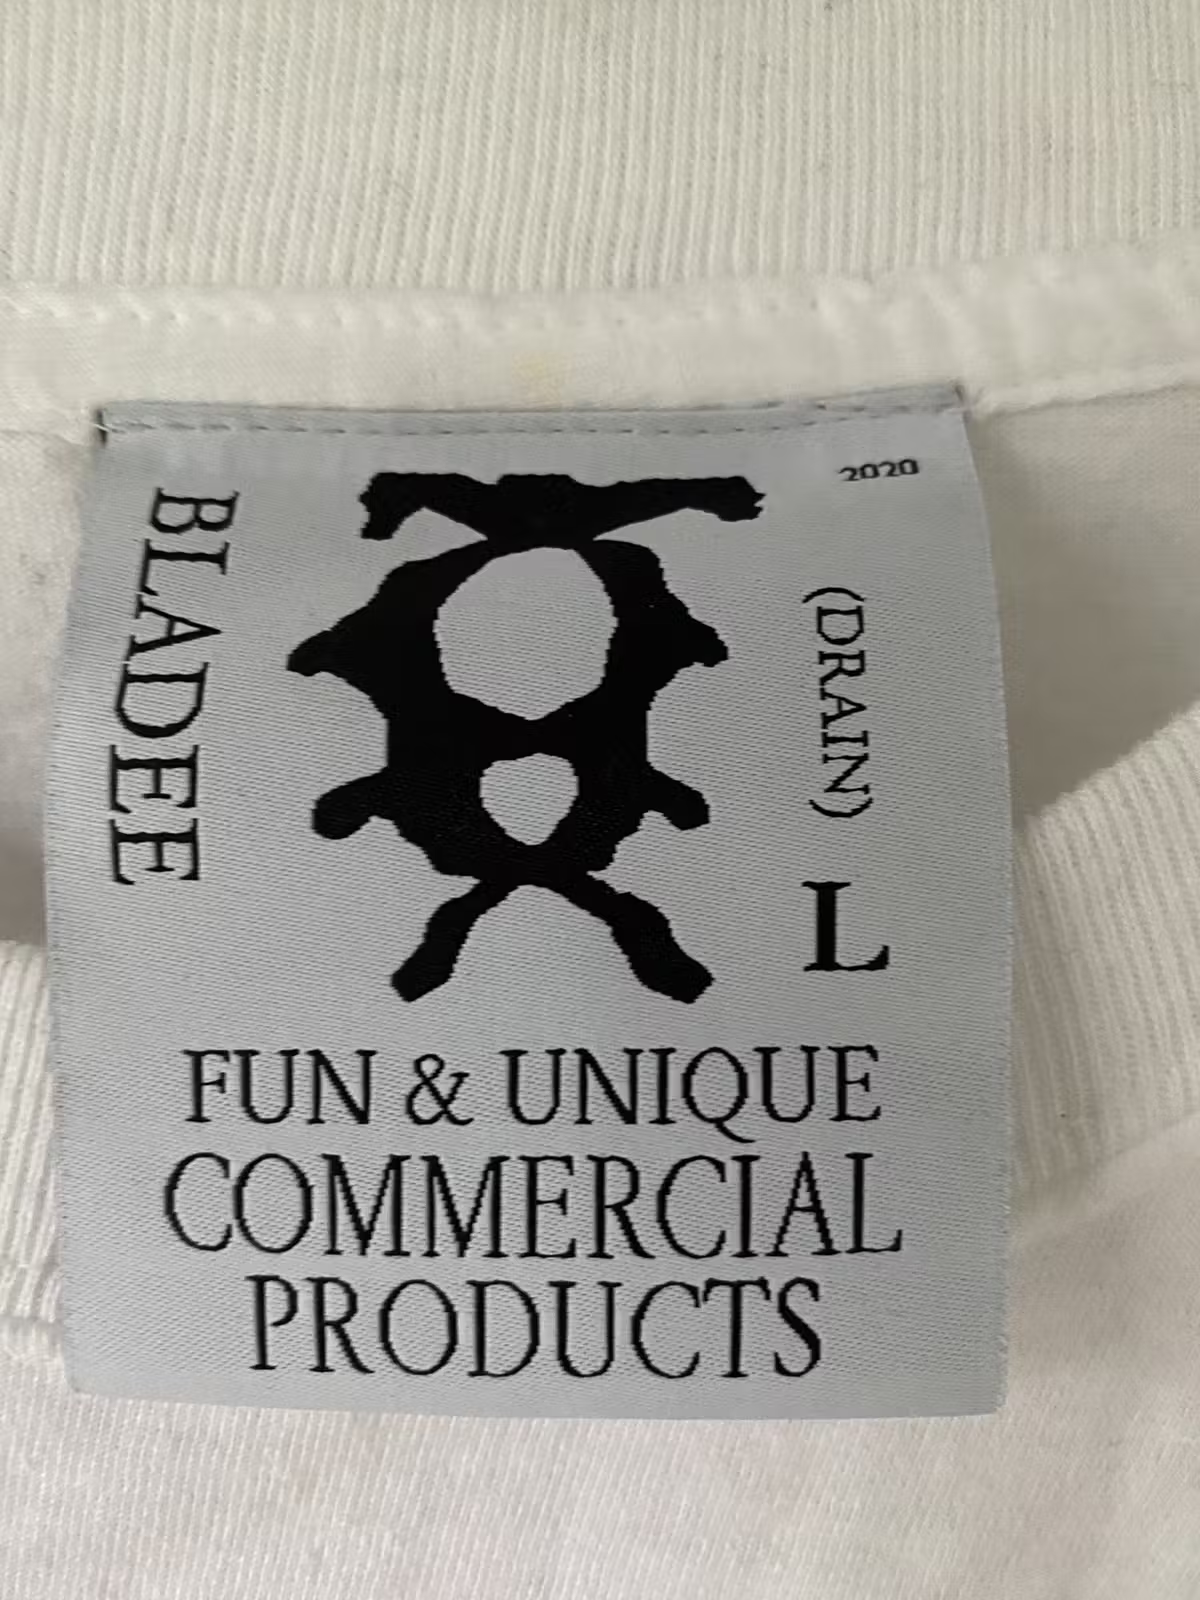 2020
BLADEE
(DRAIN)
L
FUN & UNIQUE
COMMERCIAL
PRODUCTS